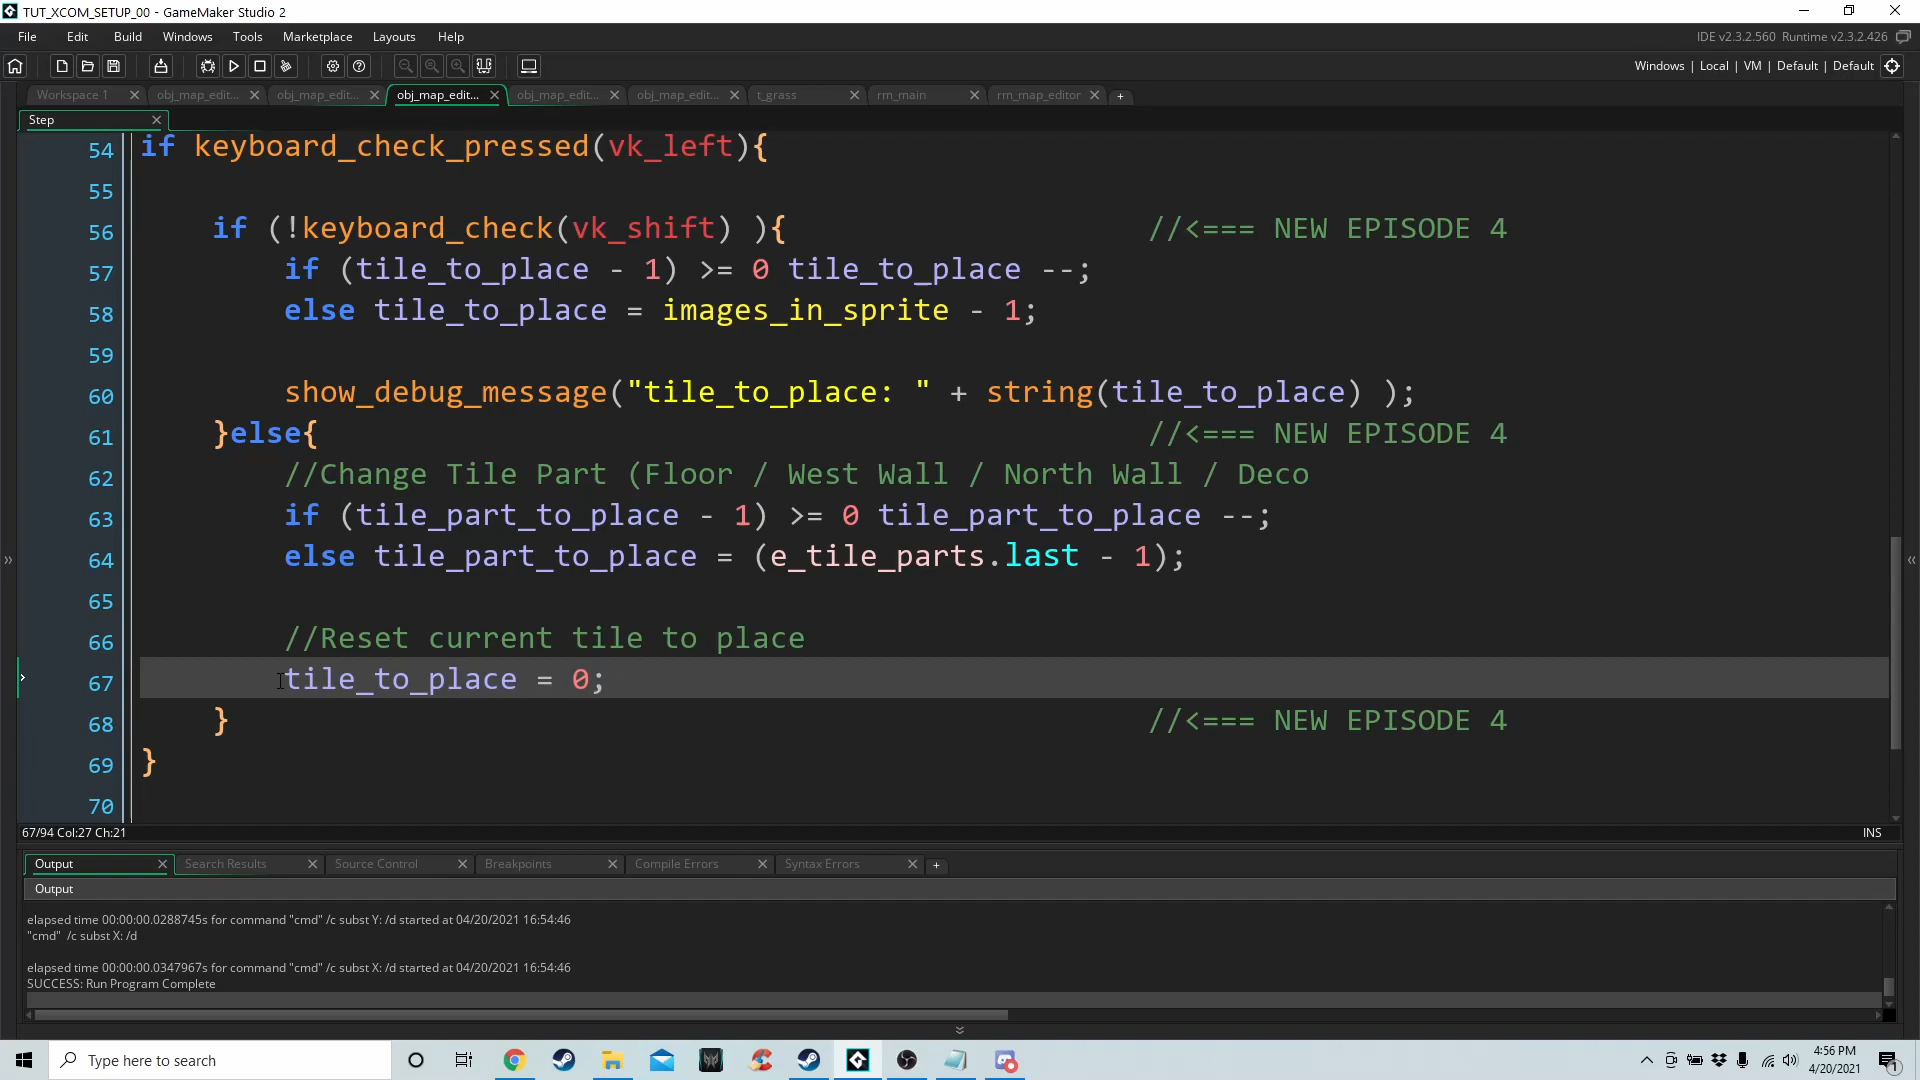 TUT_XCOM_SETUP_00 - GameMaker Studio 2
File Edit Build Windows Tools Marketplace Layouts Help
IDE v2.3.2.560 Runtime v2.3.2.426
Windows | Local | VM | Default | Default
Workspace 1 obj_map_edit... obj_map_edit... obj_map_edit... obj_map_edit... obj_map_edit... t_grass rm_main rm_map_editor
Step
54 if keyboard_check_pressed(vk_left){
55
56 if (!keyboard_check(vk_shift) ){ //<=== NEW EPISODE 4
57 if (tile_to_place - 1) >= 0 tile_to_place --;
58 else tile_to_place = images_in_sprite - 1;
59
60 show_debug_message("tile_to_place: " + string(tile_to_place) );
61 }else{ //<=== NEW EPISODE 4
62 //Change Tile Part (Floor / West Wall / North Wall / Deco
63 if (tile_part_to_place - 1) >= 0 tile_part_to_place --;
64 else tile_part_to_place = (e_tile_parts.last - 1);
65
66 //Reset current tile to place
67 tile_to_place = 0;
68 } //<=== NEW EPISODE 4
69 }
70
67/94 Col:27 Ch:21 INS
Output Search Results Source Control Breakpoints Compile Errors Syntax Errors
Output
elapsed time 00:00:00.0288745s for command "cmd" /c subst Y: /d started at 04/20/2021 16:54:46
"cmd" /c subst X: /d
elapsed time 00:00:00.0347967s for command "cmd" /c subst X: /d started at 04/20/2021 16:54:46
SUCCESS: Run Program Complete
Type here to search
4:56 PM
4/20/2021
1